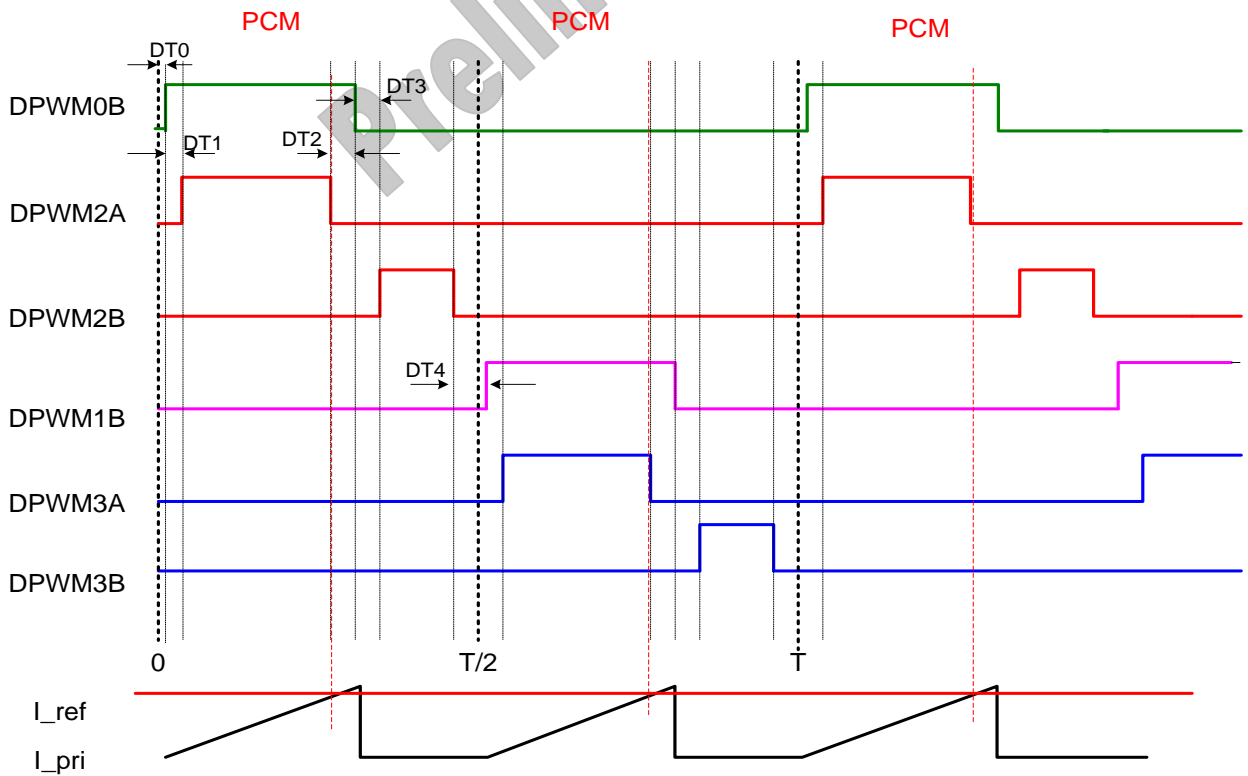 PCM
PCM
PCM
DT0
DPWM0B
DT3
DT1
DT2
DPWM2A
DPWM2B
DT4
DPWM1B
DPWM3A
DPWM3B
0
T/2
T
I_ref
I_pri